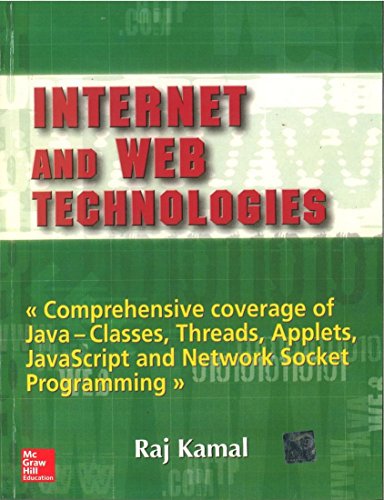 INTERNET
AND WEB
TECHNOLOGIES
« Comprehensive coverage of
Java – Classes, Threads, Applets,
JavaScript and Network Socket
Programming »
Mc
Graw
Hill
Education
Raj Kamal